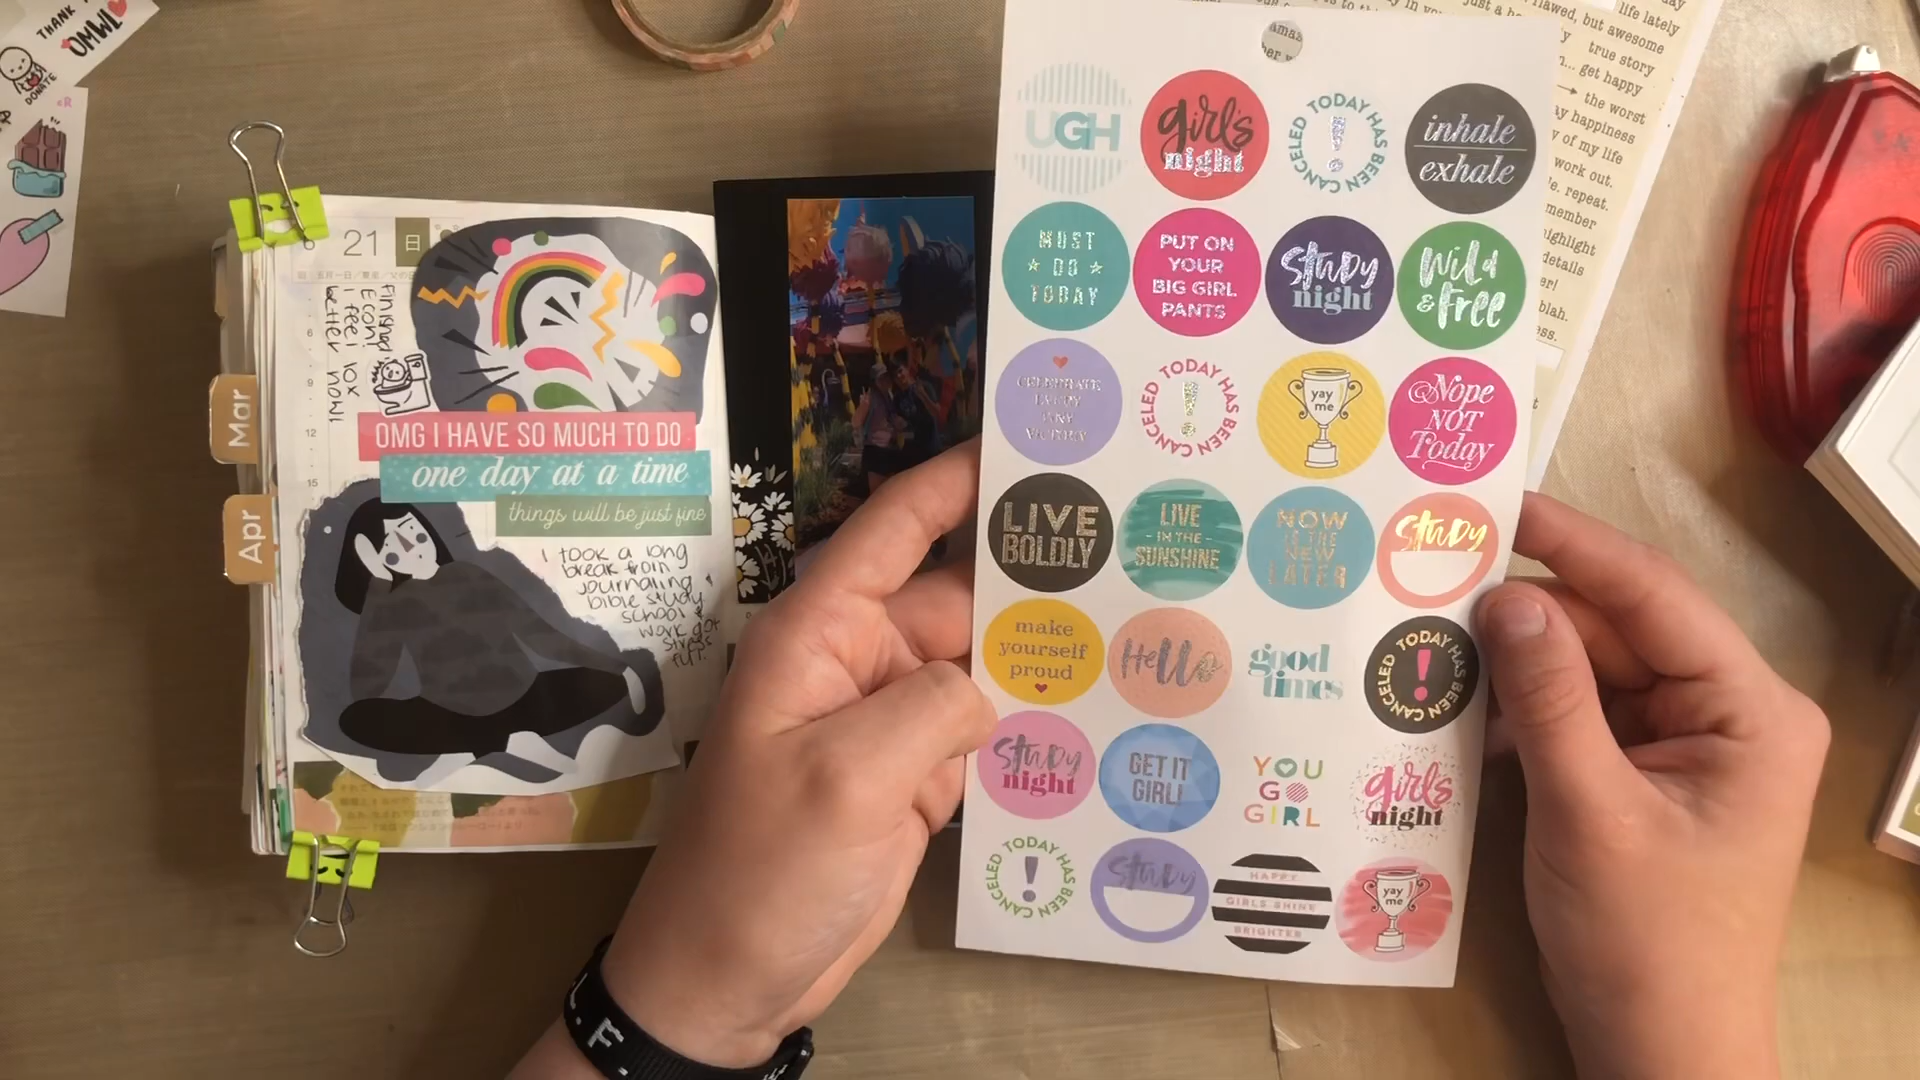 THANK
OMWL
DONATE
Mar
Apr
21 日
6
9
12
15
Finished
Econ!
I feel 10x
better now!
OMG I HAVE SO MUCH TO DO
one day at a time
things will be just fine
I took a long
break from
journaling &
bible study
school &
work got
stress
ful.
UGH
girl's
night
TODAY HAS BEEN CANCELED !
inhale
exhale
MUST
DO
TODAY
PUT ON
YOUR
BIG GIRL
PANTS
Study
night
Wild
& Free
CELEBRATE
EVERY
TINY
VICTORY
TODAY HAS BEEN CANCELED !
yay
me
Nope
NOT
Today
LIVE
BOLDLY
LIVE
- IN THE -
SUNSHINE
NOW
IS THE
NEW
LATER
Study
make
yourself
proud
Hello
good
times
TODAY HAS BEEN CANCELED !
Study
night
GET IT
GIRL!
YOU
GO
GIRL
girls
night
TODAY HAS BEEN CANCELED !
Study
HAPPY
GIRLS SHINE
BRIGHTER
yay
me
life lately
flawed, but awesome
true story
get happy
the worst
happiness
of my life
work out.
repeat.
details
blah.
F